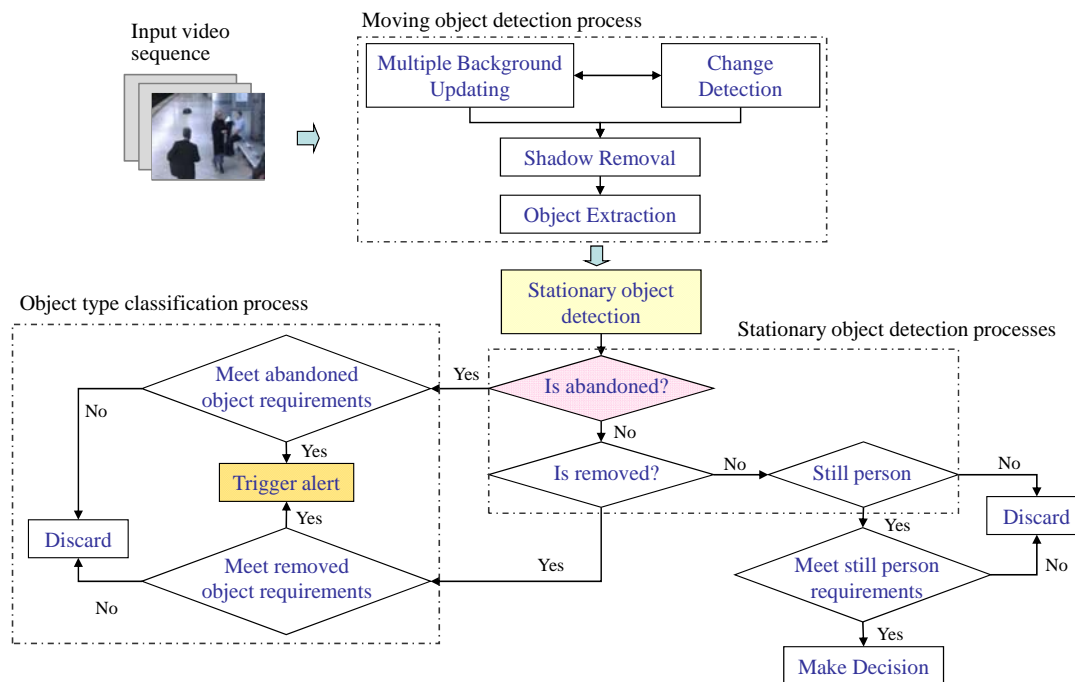 Input video
sequence
Moving object detection process
Multiple Background
Updating
Change
Detection
Shadow Removal
Object Extraction
Stationary object
detection
Object type classification process
Stationary object detection processes
Meet abandoned
object requirements
Yes
Is abandoned?
No
Yes
No
Trigger alert
Is removed?
No
Still person
No
Yes
Discard
Discard
Yes
Meet removed
object requirements
Yes
Meet still person
requirements
No
No
Yes
Make Decision